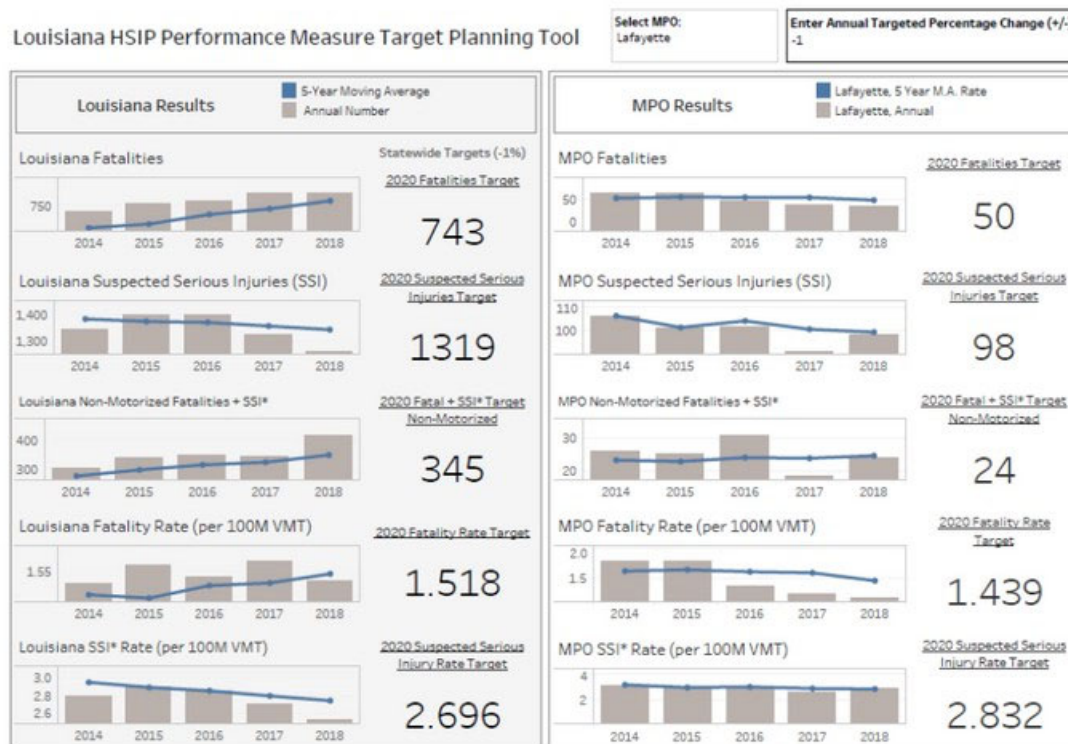 Louisiana HSIP Performance Measure Target Planning Tool
Select MPO:
Lafayette
Enter Annual Targeted Percentage Change (+/-
-1
Louisiana Results
5-Year Moving Average
Annual Number
Louisiana Fatalities
Statewide Targets (-1%)
2020 Fatalities Target
750
743
2014 2015 2016 2017 2018
Louisiana Suspected Serious Injuries (SSI)
2020 Suspected Serious
Injuries Target
1,400
1,300
1319
2014 2015 2016 2017 2018
Louisiana Non-Motorized Fatalities + SSI*
2020 Fatal + SSI* Target
Non-Motorized
400
300
345
2014 2015 2016 2017 2018
Louisiana Fatality Rate (per 100M VMT)
2020 Fatality Rate Target
1.55
1.518
2014 2015 2016 2017 2018
Louisiana SSI* Rate (per 100M VMT)
2020 Suspected Serious
Injury Rate Target
3.0
2.8
2.6
2.696
2014 2015 2016 2017 2018
MPO Results
Lafayette, 5 Year M.A. Rate
Lafayette, Annual
MPO Fatalities
2020 Fatalities Target
50
0
50
2014 2015 2016 2017 2018
MPO Suspected Serious Injuries (SSI)
2020 Suspected Serious
Injuries Target
110
100
98
2014 2015 2016 2017 2018
MPO Non-Motorized Fatalities + SSI*
2020 Fatal + SSI* Target
Non-Motorized
30
20
24
2014 2015 2016 2017 2018
MPO Fatality Rate (per 100M VMT)
2020 Fatality Rate
Target
2.0
1.5
1.439
2014 2015 2016 2017 2018
MPO SSI* Rate (per 100M VMT)
2020 Suspected Serious
Injury Rate Target
4
2
2.832
2014 2015 2016 2017 2018